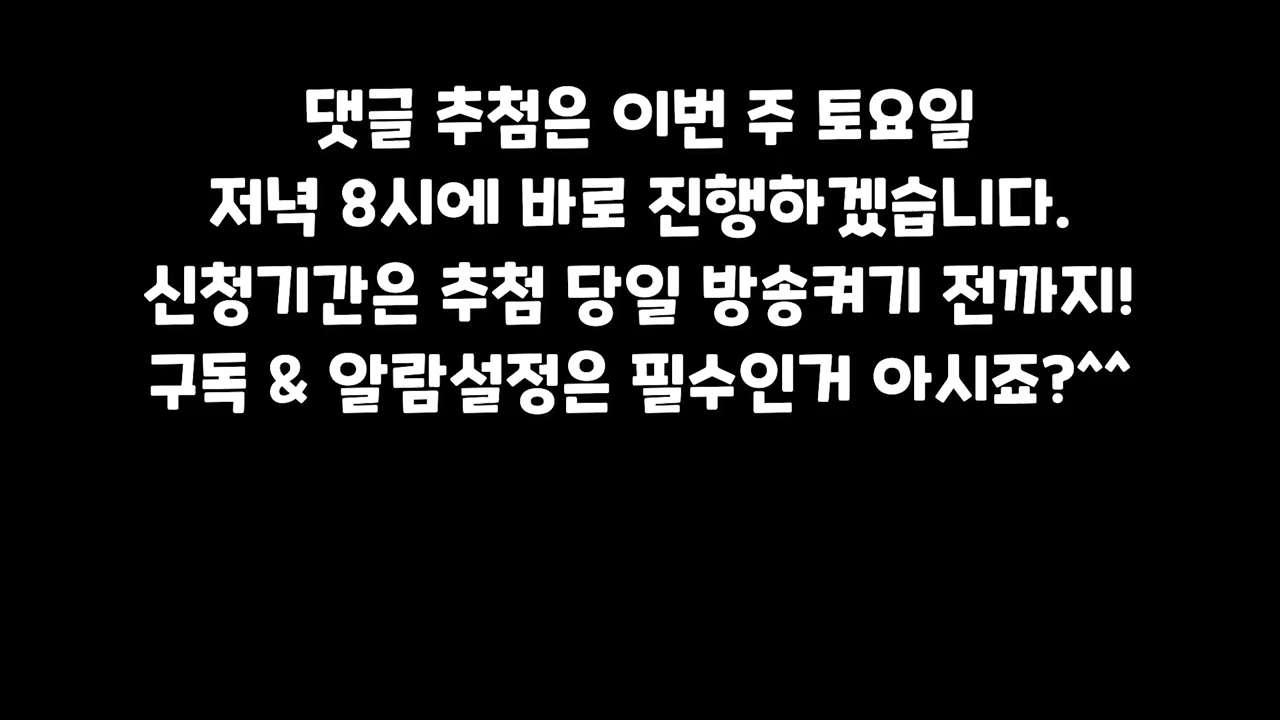 댓글 추첨은 이번 주 토요일
저녁 8시에 바로 진행하겠습니다.
신청기간은 추첨 당일 방송켜기 전까지!
구독 & 알람설정은 필수인거 아시죠?^^